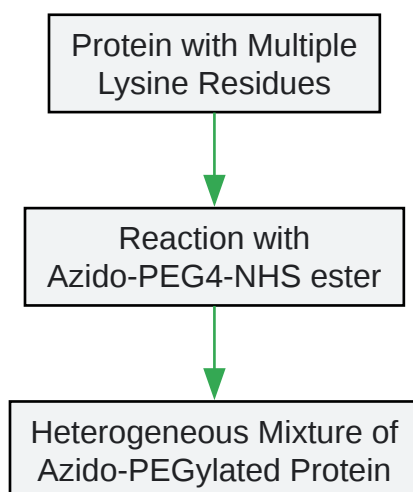 Protein with Multiple
Lysine Residues
Reaction with
Azido-PEG4-NHS ester
Heterogeneous Mixture of
Azido-PEGylated Protein